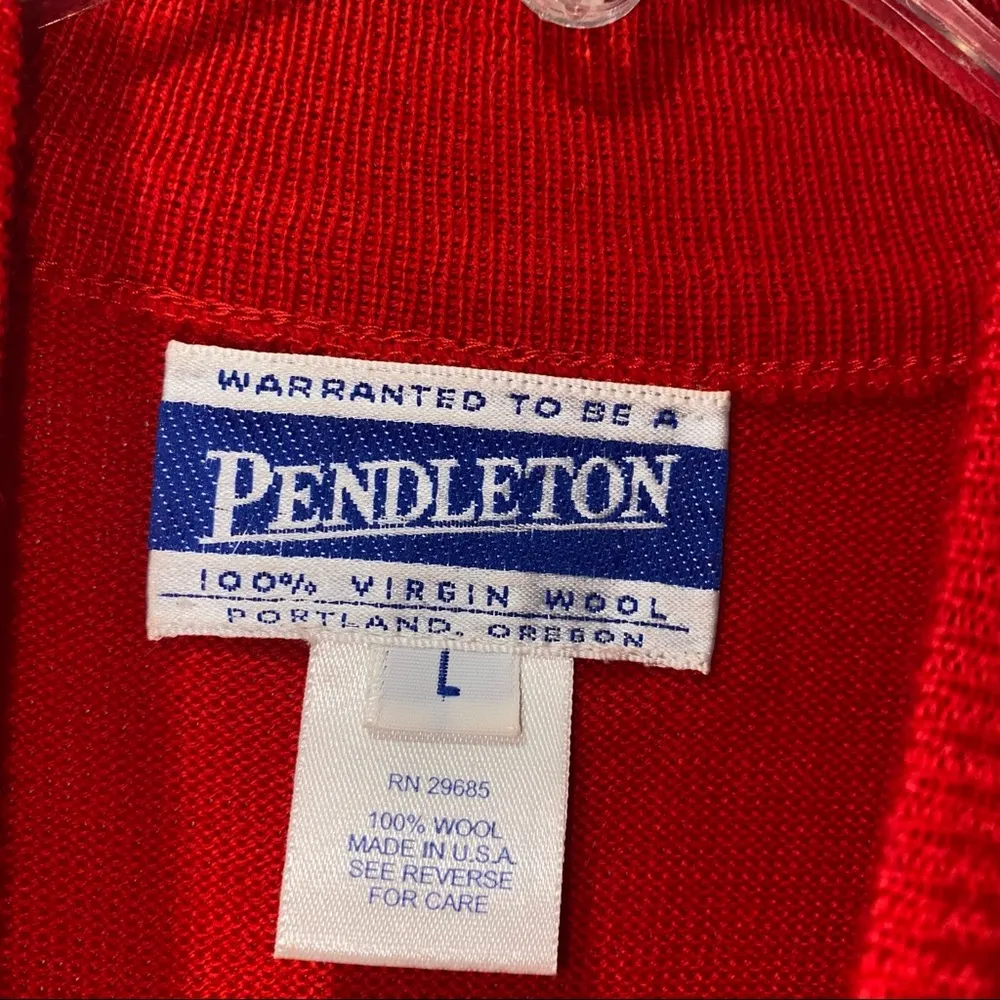 WARRANTED TO BE A
PENDLETON
100% VIRGIN WOOL
PORTLAND, OREGON
L
RN 29685
100% WOOL
MADE IN U.S.A.
SEE REVERSE
FOR CARE